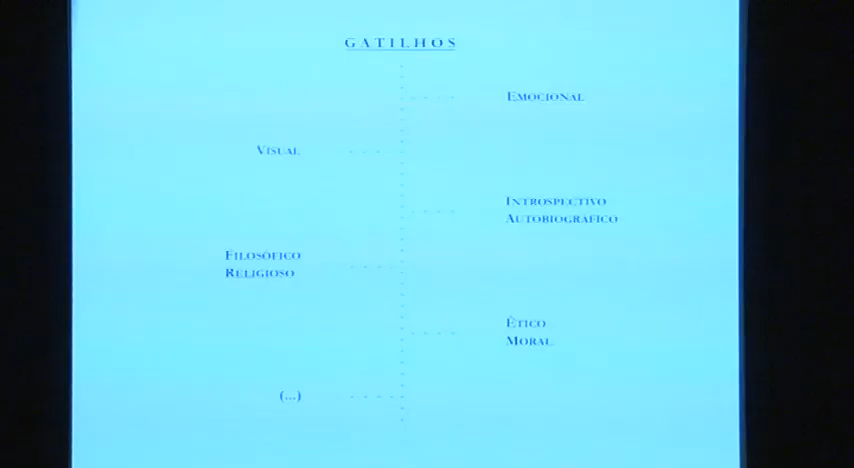 GATILHOS
EMOCIONAL
VISUAL
INTROSPECTIVO
AUTOBIOGRÁFICO
FILOSÓFICO
RELIGIOSO
ÉTICO
MORAL
(...)